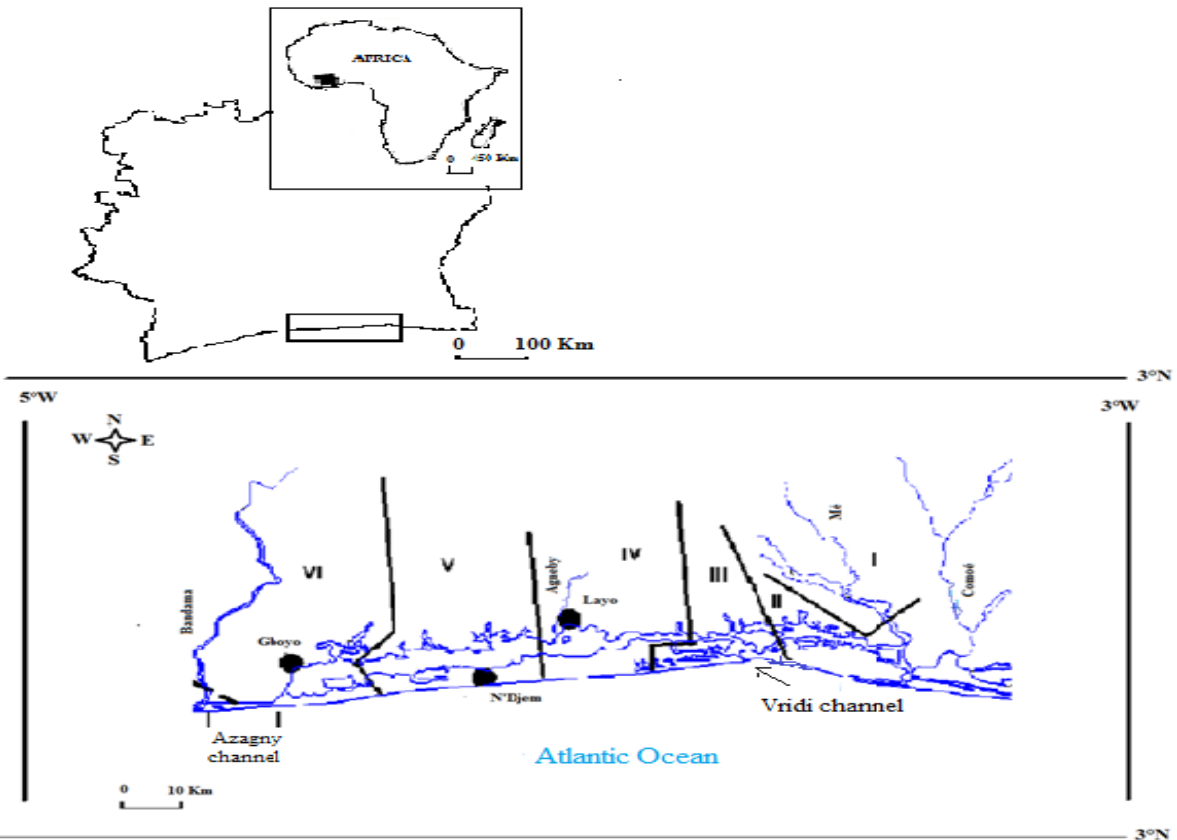 AFRICA
0 450 Km
0 100 Km
3°N
5°W
3°W
N
W E
S
Mé
I
IV
V
VI
III
Agneby
Comoé
II
Layo
Bandama
Gboyo
N'Djem
Vridi channel
Azagny
channel
Atlantic Ocean
0 10 Km
3°N